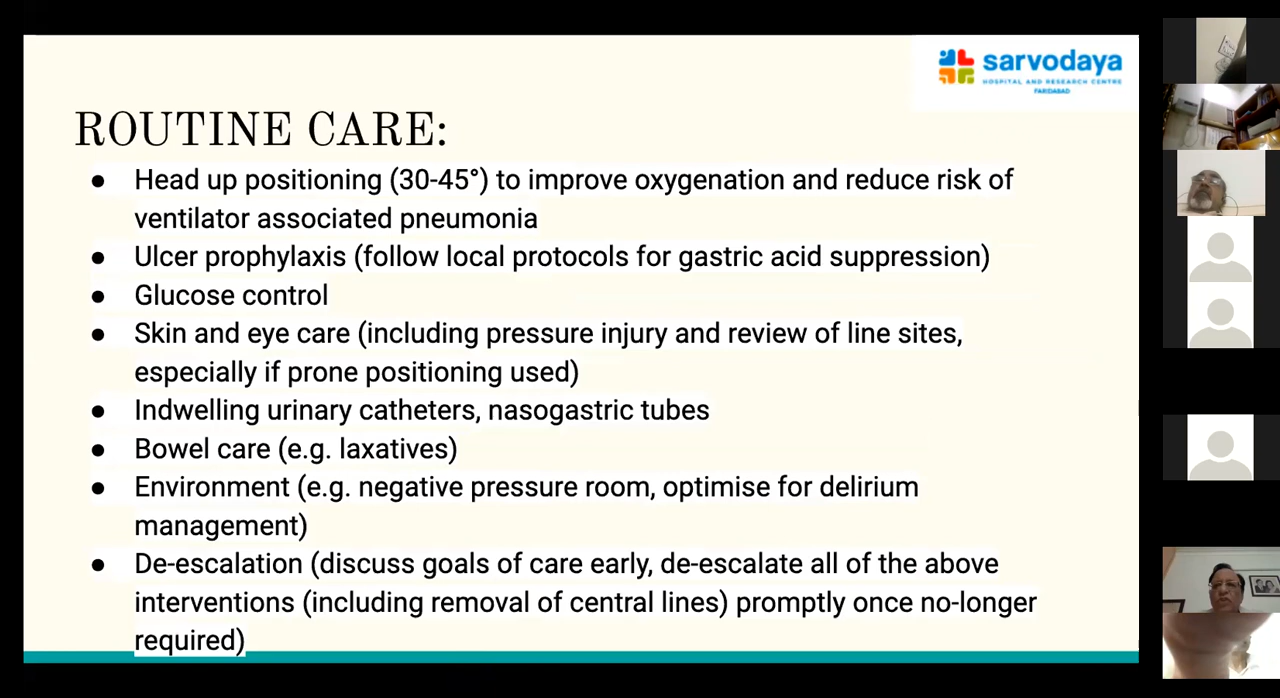 sarvodaya
HOSPITAL AND RESEARCH CENTRE
FARIDABAD
ROUTINE CARE:
● Head up positioning (30-45°) to improve oxygenation and reduce risk of
ventilator associated pneumonia
● Ulcer prophylaxis (follow local protocols for gastric acid suppression)
● Glucose control
● Skin and eye care (including pressure injury and review of line sites,
especially if prone positioning used)
● Indwelling urinary catheters, nasogastric tubes
● Bowel care (e.g. laxatives)
● Environment (e.g. negative pressure room, optimise for delirium
management)
● De-escalation (discuss goals of care early, de-escalate all of the above
interventions (including removal of central lines) promptly once no-longer
required)